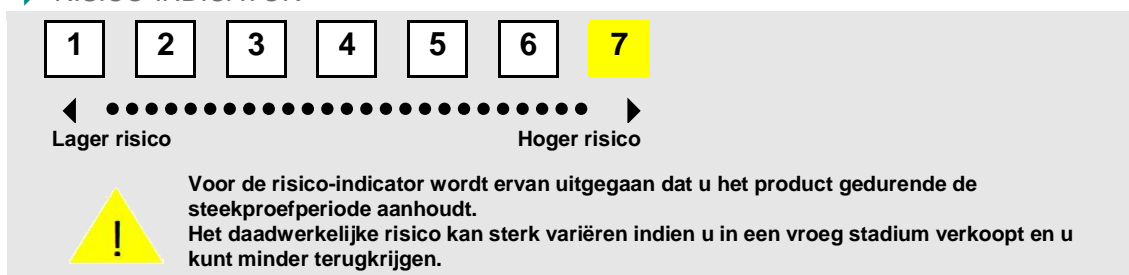 RISICO-INDICATOR
1 2 3 4 5 6 7
Lager risico Hoger risico
Voor de risico-indicator wordt ervan uitgegaan dat u het product gedurende de
steekproefperiode aanhoudt.
Het daadwerkelijke risico kan sterk variëren indien u in een vroeg stadium verkoopt en u
kunt minder terugkrijgen.